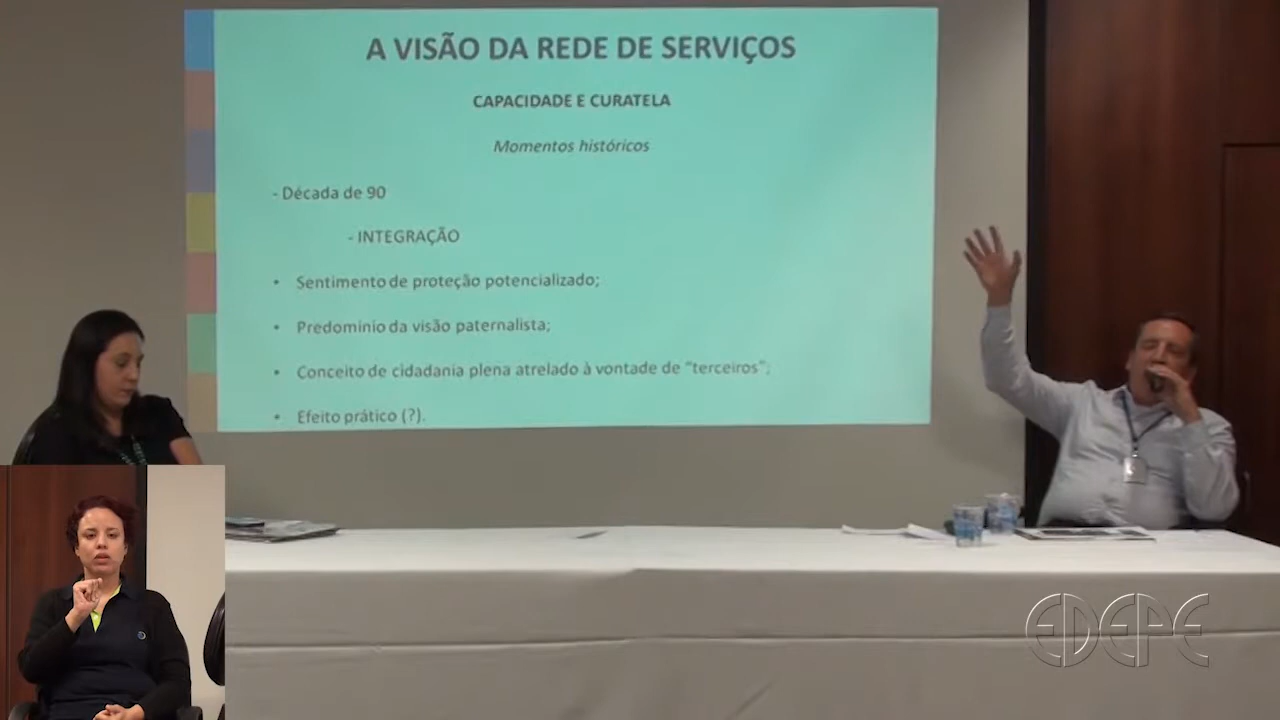 A VISÃO DA REDE DE SERVIÇOS
CAPACIDADE E CURATELA
Momentos históricos
- Década de 90
- INTEGRAÇÃO
• Sentimento de proteção potencializado;
• Predominio da visão paternalista;
• Conceito de cidadania plena atrelado à vontade de "terceiros";
• Efeito prático (?).
EDEPE